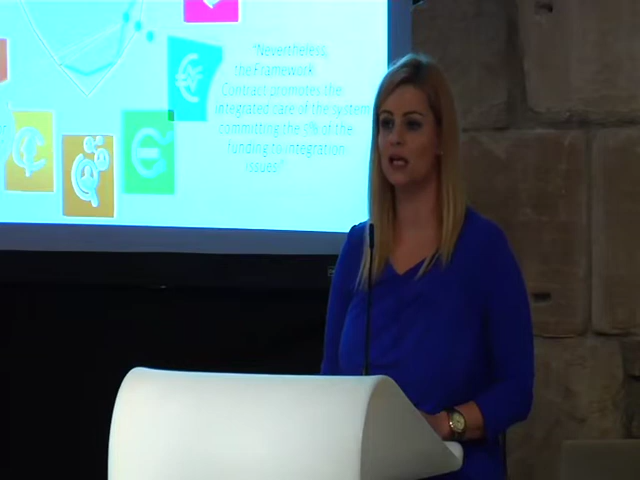 "Nevertheless,
the Framework
Contract promotes the
integrated care of the system
committing the 5% of the
funding to integration
issues"